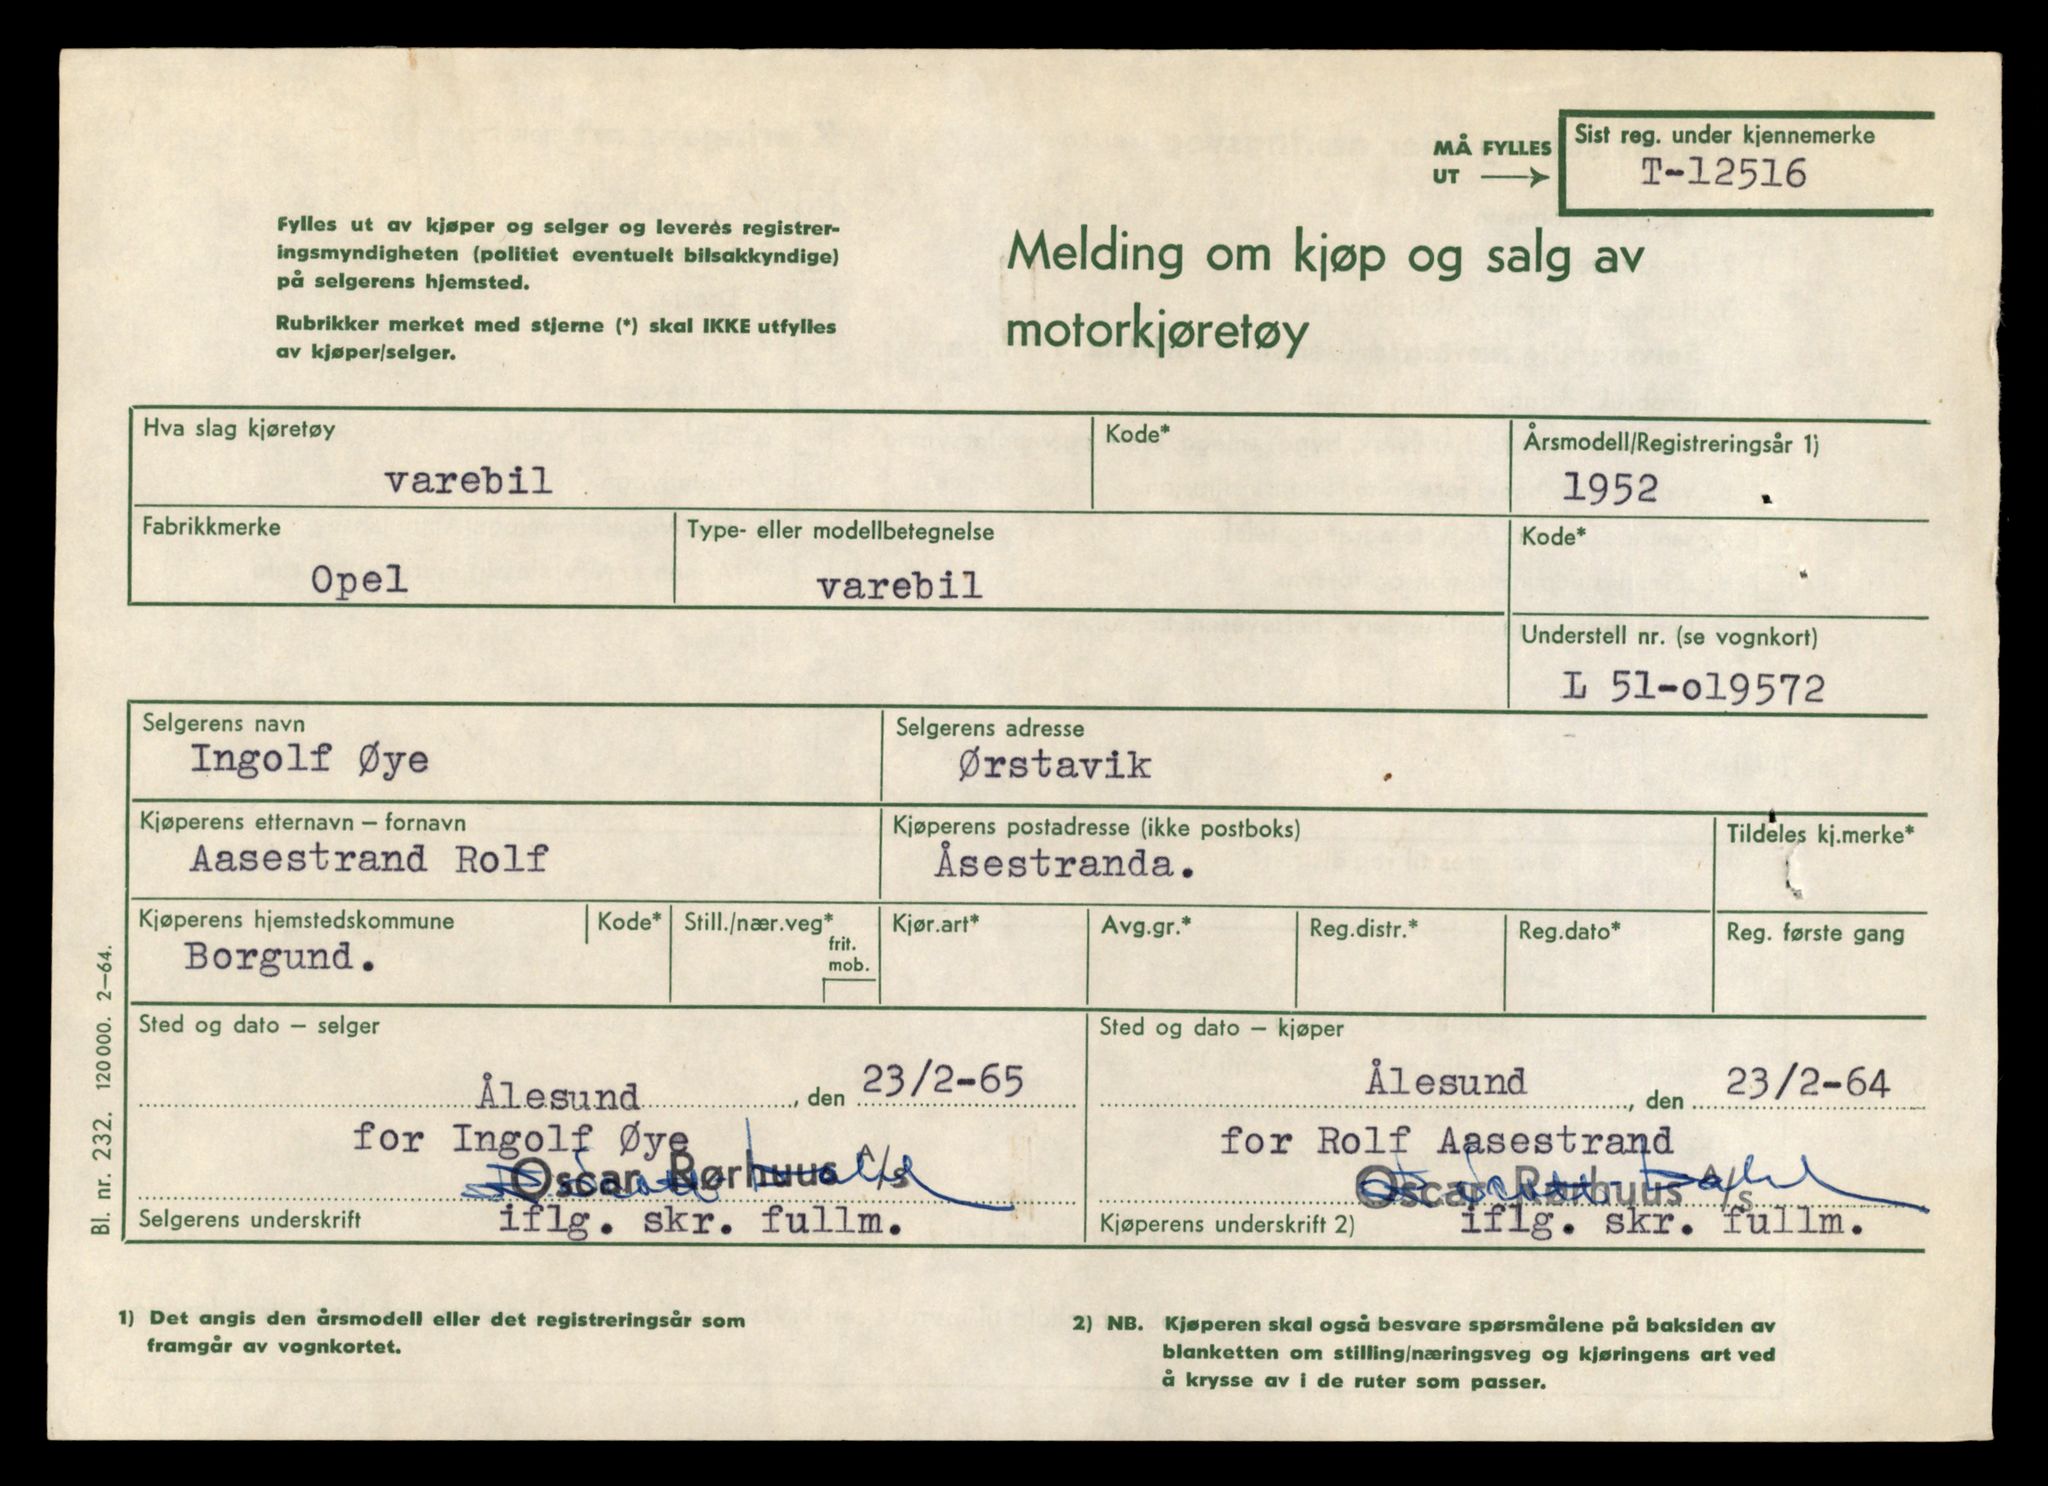 MÅ FYLLES UT
Sist reg. under kjennemerke
T-12516
Fylles ut av kjøper og selger og leveres registrer-
ingsmyndigheten (politiet eventuelt bilsakkyndige)
på selgerens hjemsted.
Rubrikker merket med stjerne (*) skal IKKE utfylles
av kjøper/selger.
Melding om kjøp og salg av
motorkjøretøy
Hva slag kjøretøy
varebil
Kode*
Årsmodell/Registreringsår 1)
1952
Fabrikkmerke
Opel
Type- eller modellbetegnelse
varebil
Kode*
Understell nr. (se vognkort)
L 51-o19572
Selgerens navn
Ingolf Øye
Selgerens adresse
Ørstavik
Kjøperens etternavn – fornavn
Aasestrand Rolf
Kjøperens postadresse (ikke postboks)
Åsestranda.
Tildeles kj.merke*
Kjøperens hjemstedskommune
Borgund.
Kode*
Still./nær.veg*
frit.
mob.
Kjør.art*
Avg.gr.*
Reg.distr.*
Reg.dato*
Reg. første gang
Sted og dato – selger
Ålesund, den 23/2-65
for Ingolf Øye
Oscar Rørhuus A/s
Selgerens underskrift
iflg. skr. fullm.
Sted og dato – kjøper
Ålesund, den 23/2-64
for Rolf Aasestrand
Oscar Rørhuus A/s
Kjøperens underskrift 2)
iflg. skr. fullm.
Bl. nr. 232. 120 000. 2–64.
1) Det angis den årsmodell eller det registreringsår som
framgår av vognkortet.
2) NB. Kjøperen skal også besvare spørsmålene på baksiden av
blanketten om stilling/næringsveg og kjøringens art ved
å krysse av i de ruter som passer.